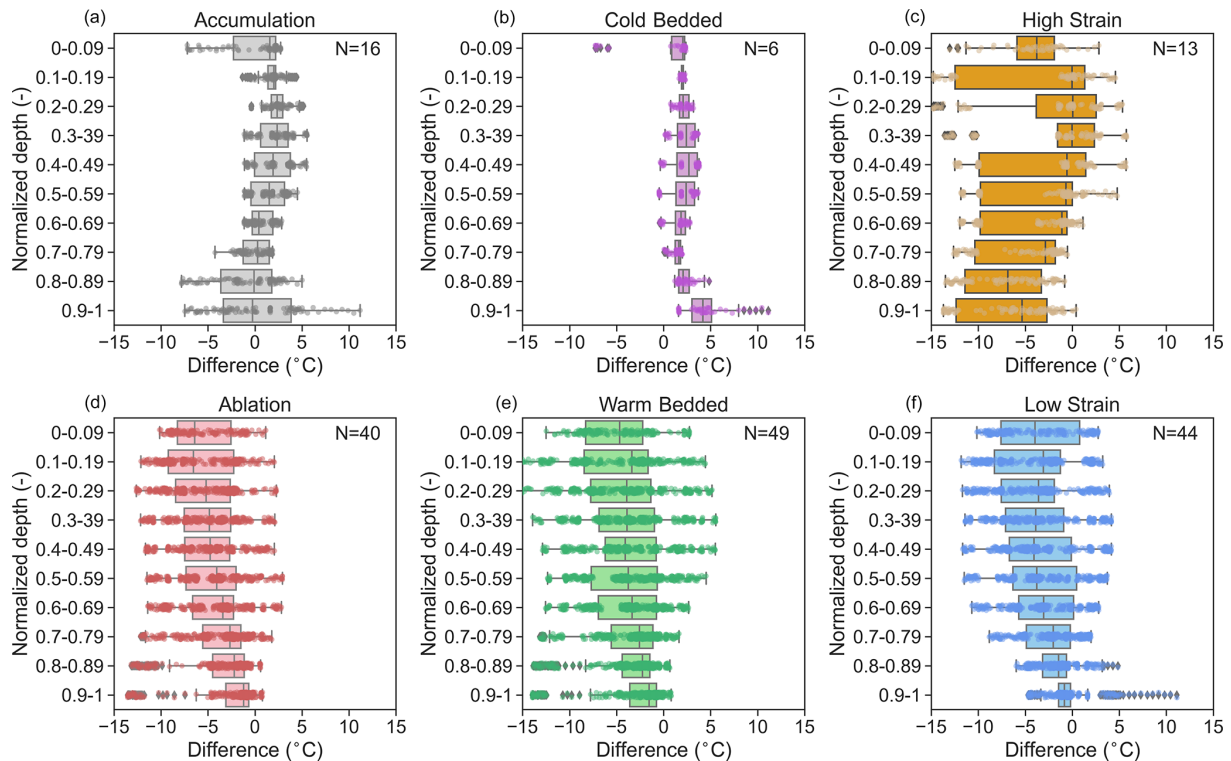 (a) Accumulation
Normalized depth (-)
0-0.09
0.1-0.19
0.2-0.29
0.3-39
0.4-0.49
0.5-0.59
0.6-0.69
0.7-0.79
0.8-0.89
0.9-1
N=16
−15 −10 −5 0 5 10 15
Difference (°C)
(b) Cold Bedded
Normalized depth (-)
0-0.09
0.1-0.19
0.2-0.29
0.3-39
0.4-0.49
0.5-0.59
0.6-0.69
0.7-0.79
0.8-0.89
0.9-1
N=6
−15 −10 −5 0 5 10 15
Difference (°C)
(c) High Strain
Normalized depth (-)
0-0.09
0.1-0.19
0.2-0.29
0.3-39
0.4-0.49
0.5-0.59
0.6-0.69
0.7-0.79
0.8-0.89
0.9-1
N=13
−15 −10 −5 0 5 10 15
Difference (°C)
(d) Ablation
Normalized depth (-)
0-0.09
0.1-0.19
0.2-0.29
0.3-39
0.4-0.49
0.5-0.59
0.6-0.69
0.7-0.79
0.8-0.89
0.9-1
N=40
−15 −10 −5 0 5 10 15
Difference (°C)
(e) Warm Bedded
Normalized depth (-)
0-0.09
0.1-0.19
0.2-0.29
0.3-39
0.4-0.49
0.5-0.59
0.6-0.69
0.7-0.79
0.8-0.89
0.9-1
N=49
−15 −10 −5 0 5 10 15
Difference (°C)
(f) Low Strain
Normalized depth (-)
0-0.09
0.1-0.19
0.2-0.29
0.3-39
0.4-0.49
0.5-0.59
0.6-0.69
0.7-0.79
0.8-0.89
0.9-1
N=44
−15 −10 −5 0 5 10 15
Difference (°C)